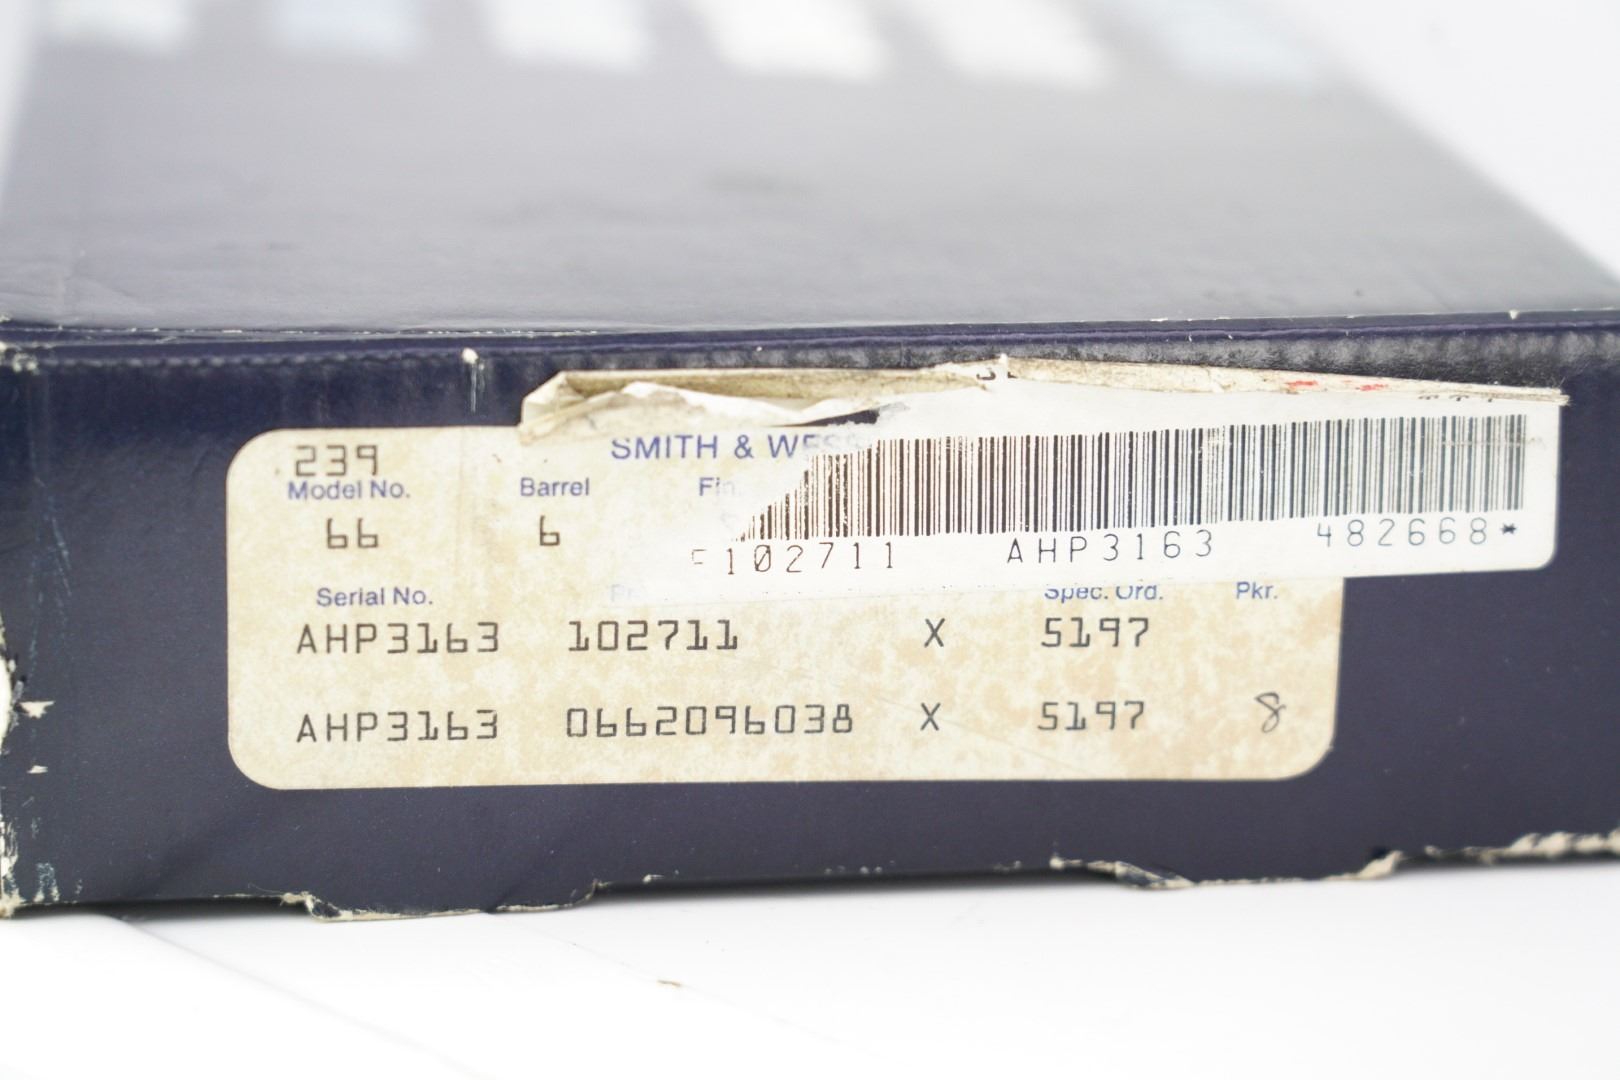 239 SMITH & WESS
Model No. Barrel Fin
66 6
102711 AHP3163 482668*
Serial No. Spec. Ord. Pkr.
AHP3163 102711 X 5197
AHP3163 0662096038 X 5197 8